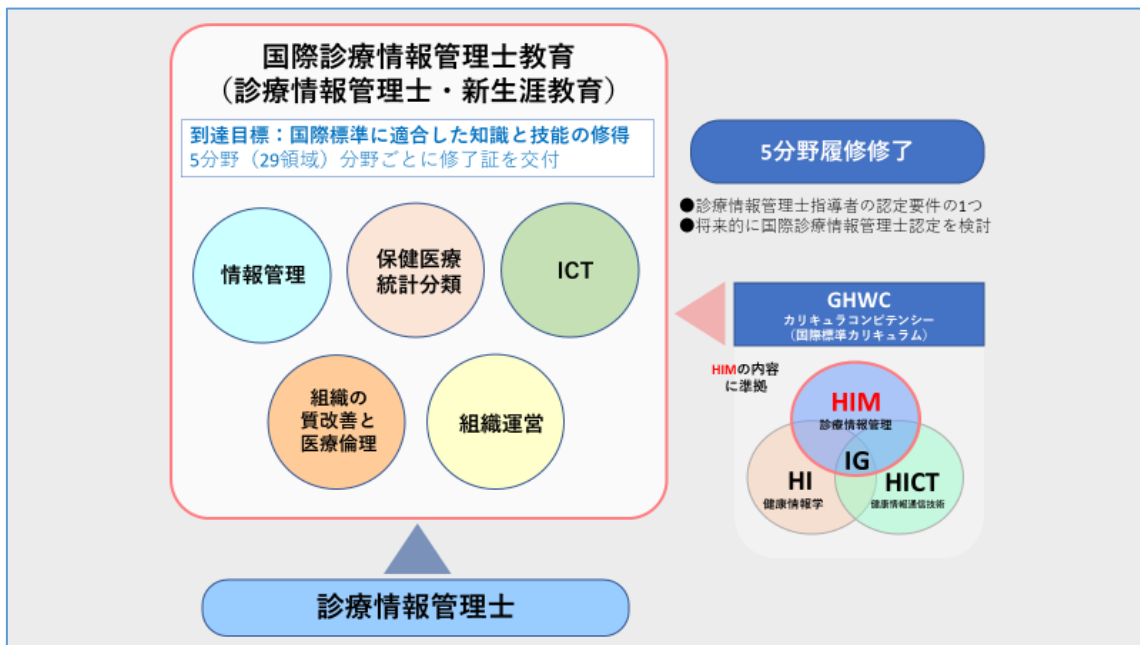 国際診療情報管理士教育
（診療情報管理士・新生涯教育）
到達目標：国際標準に適合した知識と技能の修得
5分野（29領域）分野ごとに修了証を交付
情報管理
保健医療
統計分類
ICT
組織の
質改善と
医療倫理
組織運営
診療情報管理士
5分野履修修了
●診療情報管理士指導者の認定要件の1つ
●将来的に国際診療情報管理士認定を検討
GHWC
カリキュラコンピテンシー
（国際標準カリキュラム）
HIMの内容
に準拠
HIM
診療情報管理
IG
HI
健康情報学
HICT
健康情報通信技術